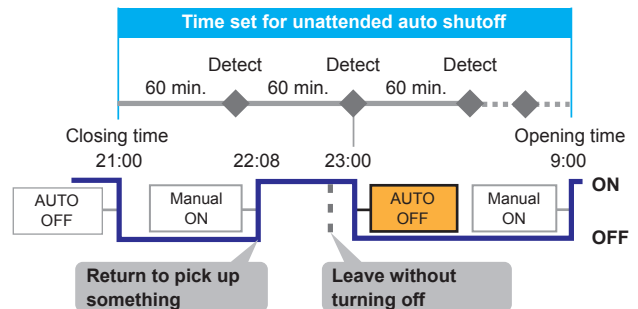 Time set for unattended auto shutoff
Detect Detect Detect
60 min. 60 min. 60 min.
Closing time Opening time
21:00 22:08 23:00 9:00
ON
AUTO
OFF
Manual
ON
AUTO
OFF
Manual
ON
OFF
Return to pick up
something
Leave without
turning off